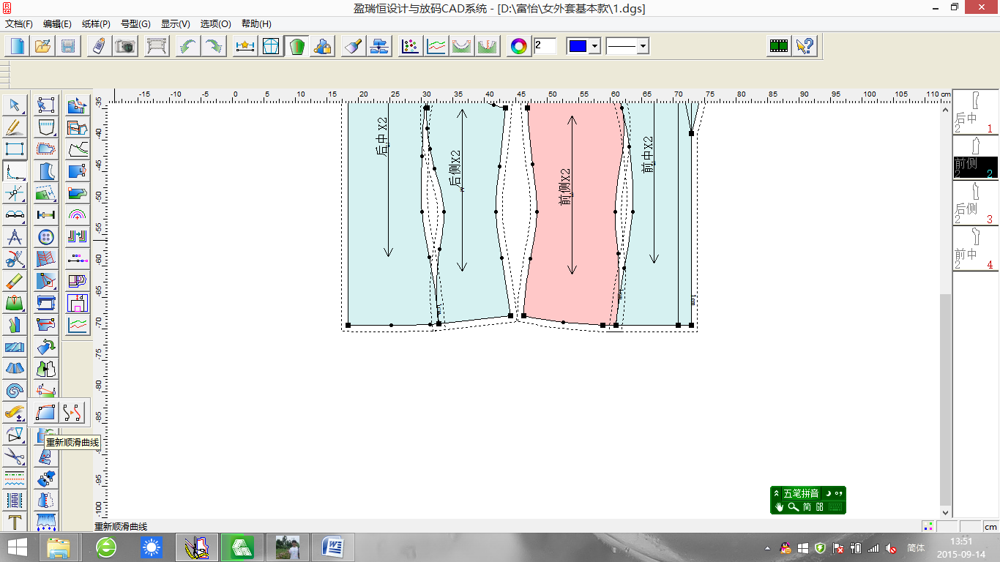 盈瑞恒设计与放码CAD系统 - [D:\富怡\女外套基本款\1.dgs]
文档(F) 编辑(E) 纸样(P) 号型(G) 显示(V) 选项(O) 帮助(H)
2
-15 -10 -5 0 5 10 15 20 25 30 35 40 45 50 55 60 65 70 75 80 85 90 95 100 105 110 cm
-35
-40
-45
-50
-55
-60
-65
-70
-75
-80
-85
-95
-100
后中 X2
后侧X2
前侧X2
前中X2
1cm
后中
2 1
前侧
2 2
后侧
2 3
前中
2 4
重新顺滑曲线
五笔拼音
简
重新顺滑曲线
cm
简体
13:51
2015-09-14